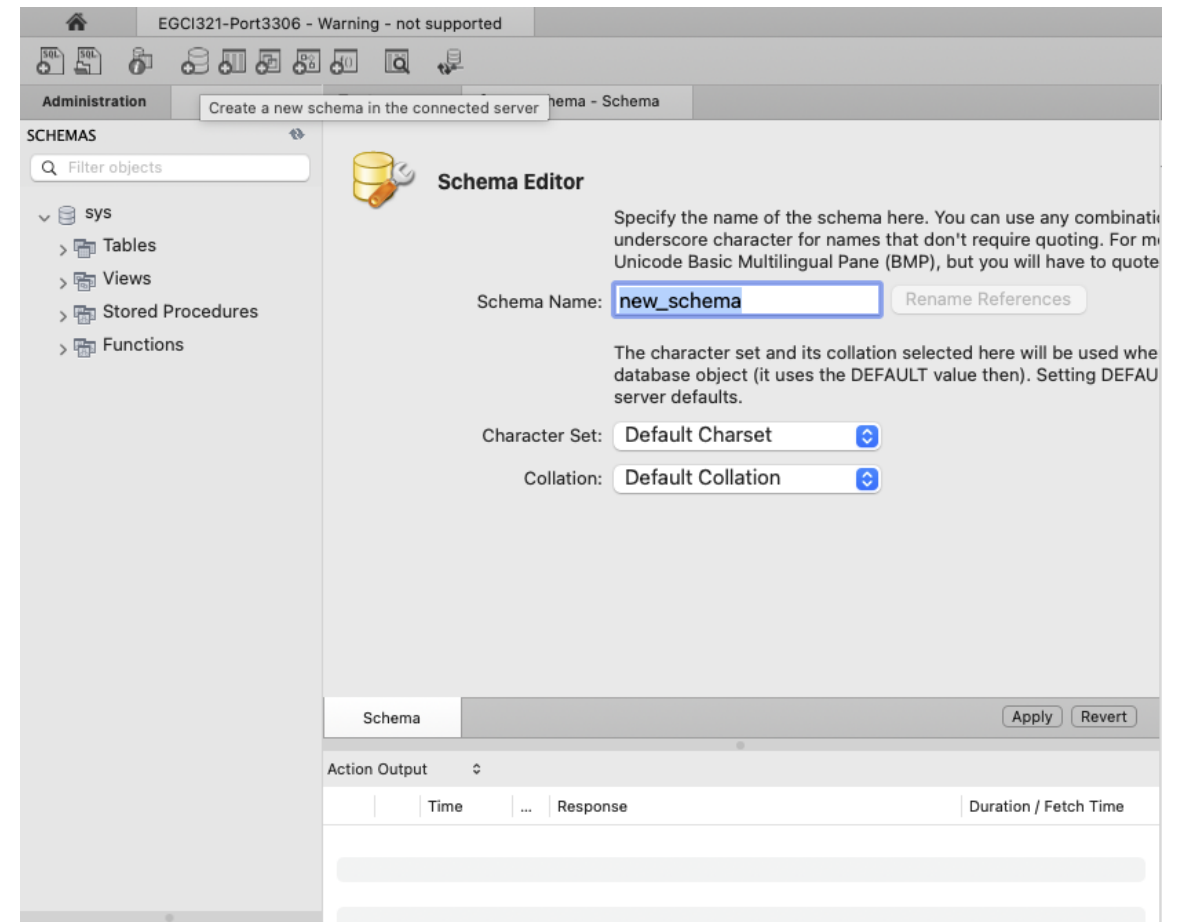 EGCI321-Port3306 - Warning - not supported
SQL SQL
Administration
Create a new schema in the connected server
hema - Schema
SCHEMAS
Filter objects
sys
Tables
Views
Stored Procedures
Functions
Schema Editor
Specify the name of the schema here. You can use any combinati
underscore character for names that don't require quoting. For m
Unicode Basic Multilingual Pane (BMP), but you will have to quote
Schema Name: new_schema Rename References
The character set and its collation selected here will be used whe
database object (it uses the DEFAULT value then). Setting DEFAU
server defaults.
Character Set: Default Charset
Collation: Default Collation
Schema
Apply Revert
Action Output
Time ... Response Duration / Fetch Time